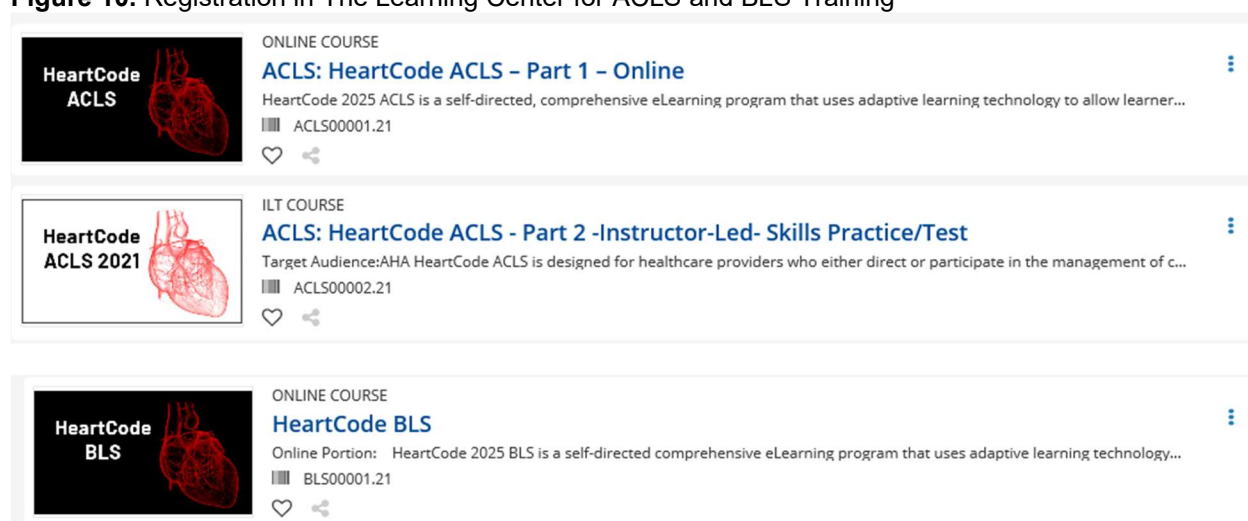 Figure 10. Registration in The Learning Center for ACLS and BLS Training
HeartCode
ACLS
ONLINE COURSE
ACLS: HeartCode ACLS – Part 1 – Online
HeartCode 2025 ACLS is a self-directed, comprehensive eLearning program that uses adaptive learning technology to allow learner...
ACLS00001.21
HeartCode
ACLS 2021
ILT COURSE
ACLS: HeartCode ACLS - Part 2 -Instructor-Led- Skills Practice/Test
Target Audience:AHA HeartCode ACLS is designed for healthcare providers who either direct or participate in the management of c...
ACLS00002.21
HeartCode
BLS
ONLINE COURSE
HeartCode BLS
Online Portion: HeartCode 2025 BLS is a self-directed comprehensive eLearning program that uses adaptive learning technology...
BLS00001.21